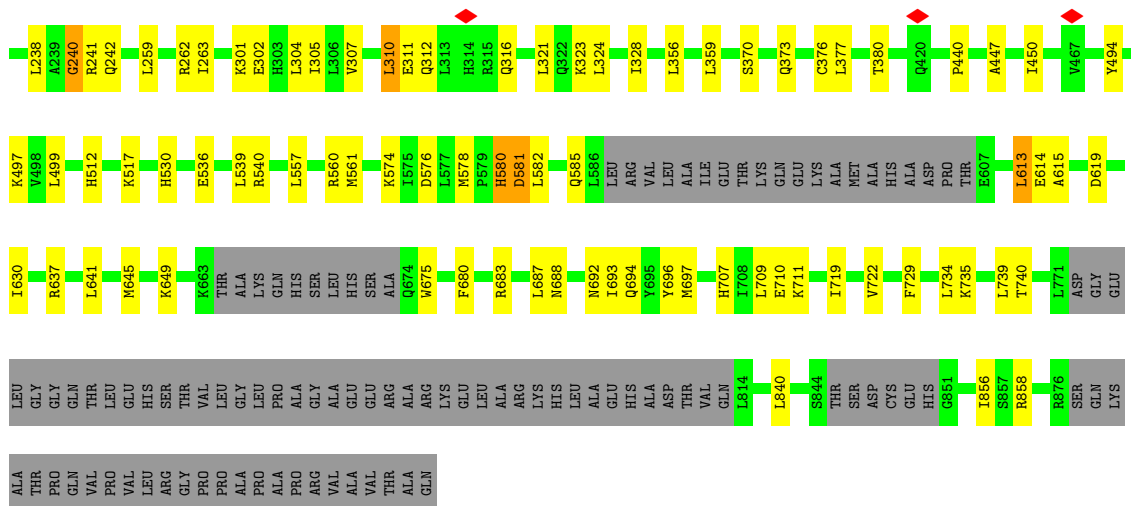 L238 A239 G240 R241 Q242 L259 R262 I263 K301 E302 H303 L304 I305 L306 V307 L310 E311 Q312 L313 H314 R315 Q316 L321 Q322 K323 L324 I328 L356 L359 S370 Q373 C376 L377 T380 Q420 P440 A447 I450 V467 Y494
K497 V498 L499 H512 K517 H530 E536 L539 R540 L557 R560 M561 K574 I575 D576 L577 M578 P579 H580 D581 L582 Q585 L586 LEU ARG VAL LEU ALA ILE GLU THR LYS GLN GLU LYS ALA MET ALA HIS ALA ASP PRO THR E607 L613 E614 A615 D619
I630 R637 L641 M645 K649 K663 THR ALA LYS GLN HIS SER LEU HIS SER ALA Q674 W675 F680 R683 L687 N688 N692 I693 Q694 Y695 Y696 M697 H707 I708 L709 E710 K711 I719 V722 F729 L734 K735 L739 T740 L771 ASP GLY GLU
LEU GLY GLY GLN THR LEU GLU HIS SER THR VAL LEU GLY LEU PRO ALA GLY ALA GLU GLU ARG ALA ARG LYS GLU LEU ALA ARG LYS HIS LEU ALA GLU HIS ALA ASP THR VAL GLN L814 L840 S844 THR SER ASP CYS GLU HIS G851 I856 S857 R858 R876 SER GLN LYS
ALA THR PRO GLN VAL PRO VAL LEU ARG GLY PRO PRO ALA PRO ALA PRO ARG VAL ALA VAL THR ALA GLN